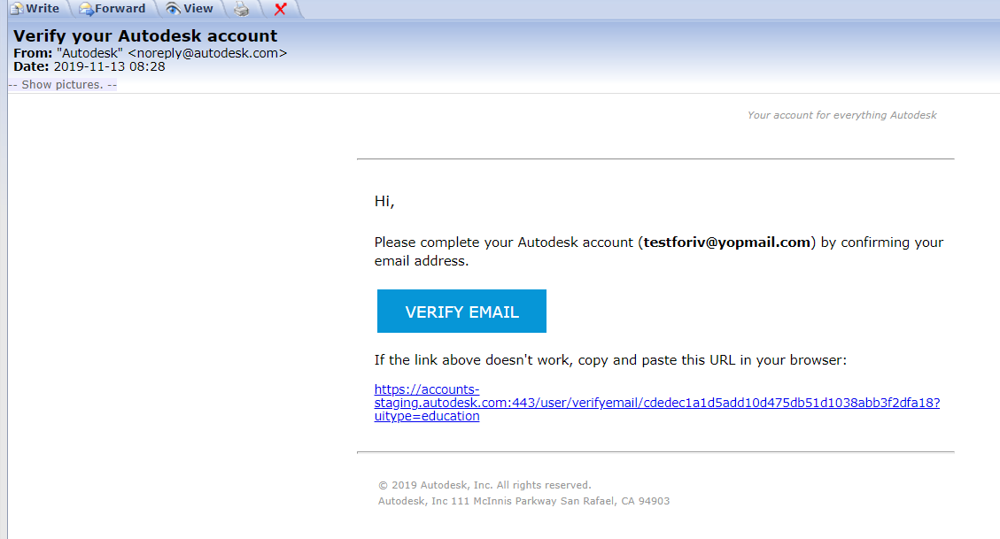 Write Forward View
Verify your Autodesk account
From: "Autodesk" <noreply@autodesk.com>
Date: 2019-11-13 08:28
-- Show pictures. --
Your account for everything Autodesk
Hi,
Please complete your Autodesk account (testforiv@yopmail.com) by confirming your
email address.
VERIFY EMAIL
If the link above doesn't work, copy and paste this URL in your browser:
https://accounts-
staging.autodesk.com:443/user/verifyemail/cdedec1a1d5add10d475db51d1038abb3f2dfa18?
uitype=education
© 2019 Autodesk, Inc. All rights reserved.
Autodesk, Inc 111 McInnis Parkway San Rafael, CA 94903